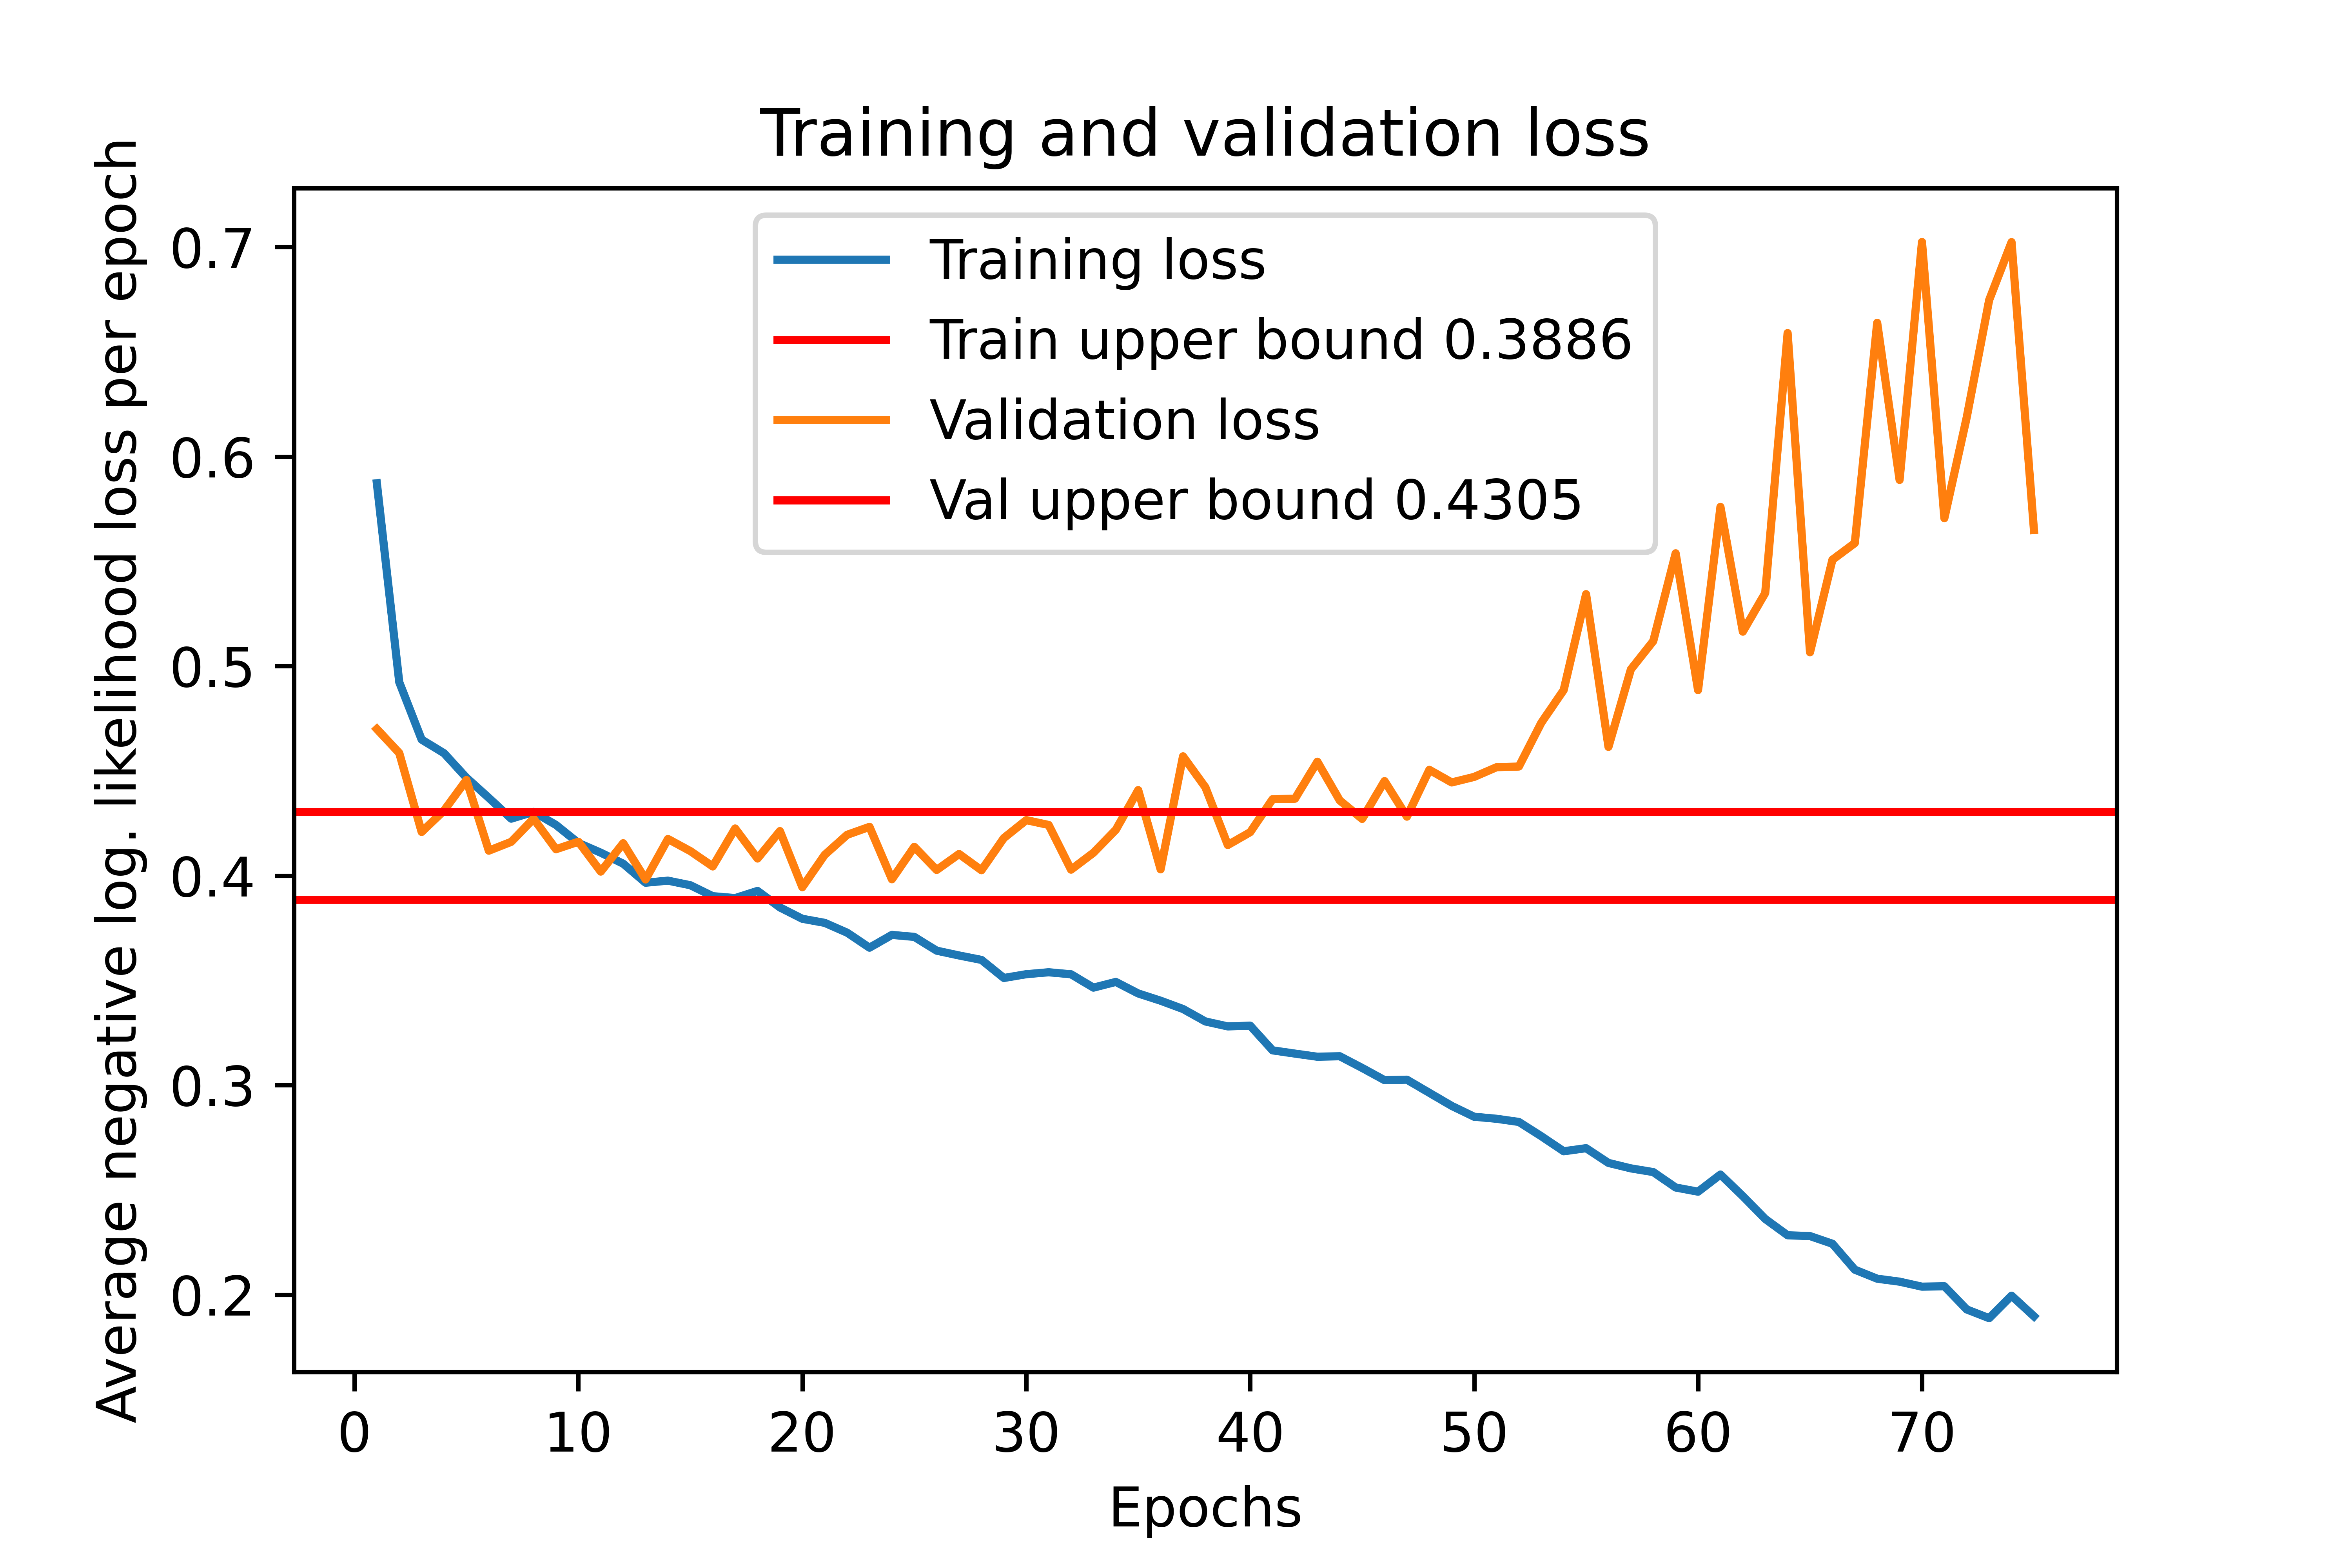 Training and validation loss
Average negative log. likelihood loss per epoch
0.7
0.6
0.5
0.4
0.3
0.2
Training loss
Train upper bound 0.3886
Validation loss
Val upper bound 0.4305
0 10 20 30 40 50 60 70
Epochs